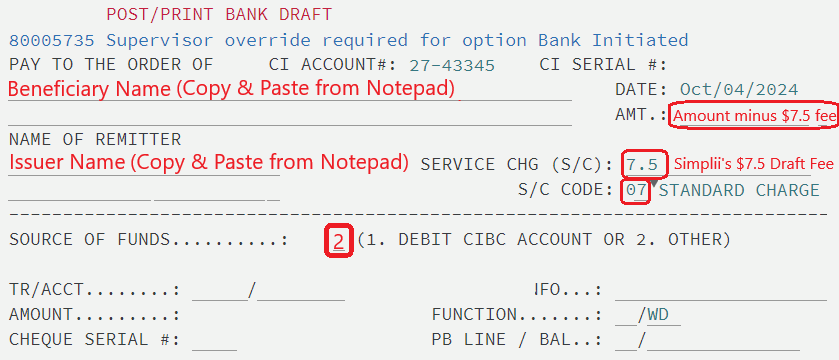 POST/PRINT BANK DRAFT
80005735 Supervisor override required for option Bank Initiated
PAY TO THE ORDER OF CI ACCOUNT#: 27-43345 CI SERIAL #:
Beneficiary Name (Copy & Paste from Notepad) DATE: Oct/04/2024
AMT.: Amount minus $7.5 fee
NAME OF REMITTER
Issuer Name (Copy & Paste from Notepad) SERVICE CHG (S/C): 7.5 Simplii's $7.5 Draft Fee
S/C CODE: 07 STANDARD CHARGE
SOURCE OF FUNDS..........: 2 (1. DEBIT CIBC ACCOUNT OR 2. OTHER)
TR/ACCT.........: / IFO...:
AMOUNT.........: FUNCTION.......: /WD
CHEQUE SERIAL #: PB LINE / BAL..: /